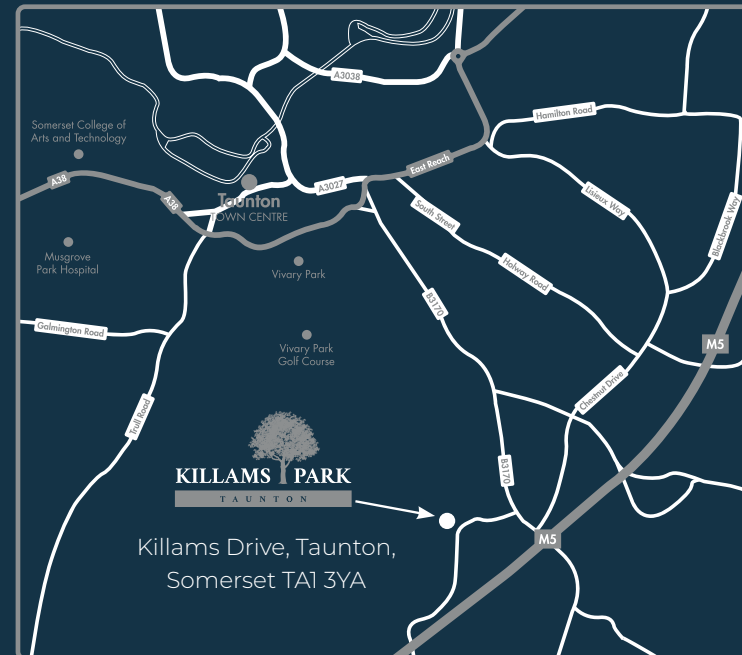 A3038
Hamilton Road
Somerset College of
Arts and Technology
East Reach
A38
A3027
A38
Taunton
TOWN CENTRE
Lisieux Way
South Street
Blackbrook Way
Musgrove
Park Hospital
Vivary Park
Holway Road
B3170
Galmington Road
M5
Vivary Park
Golf Course
Chestnut Drive
Trull Road
B3170
KILLAMS PARK
TAUNTON
M5
Killams Drive, Taunton,
Somerset TA1 3YA